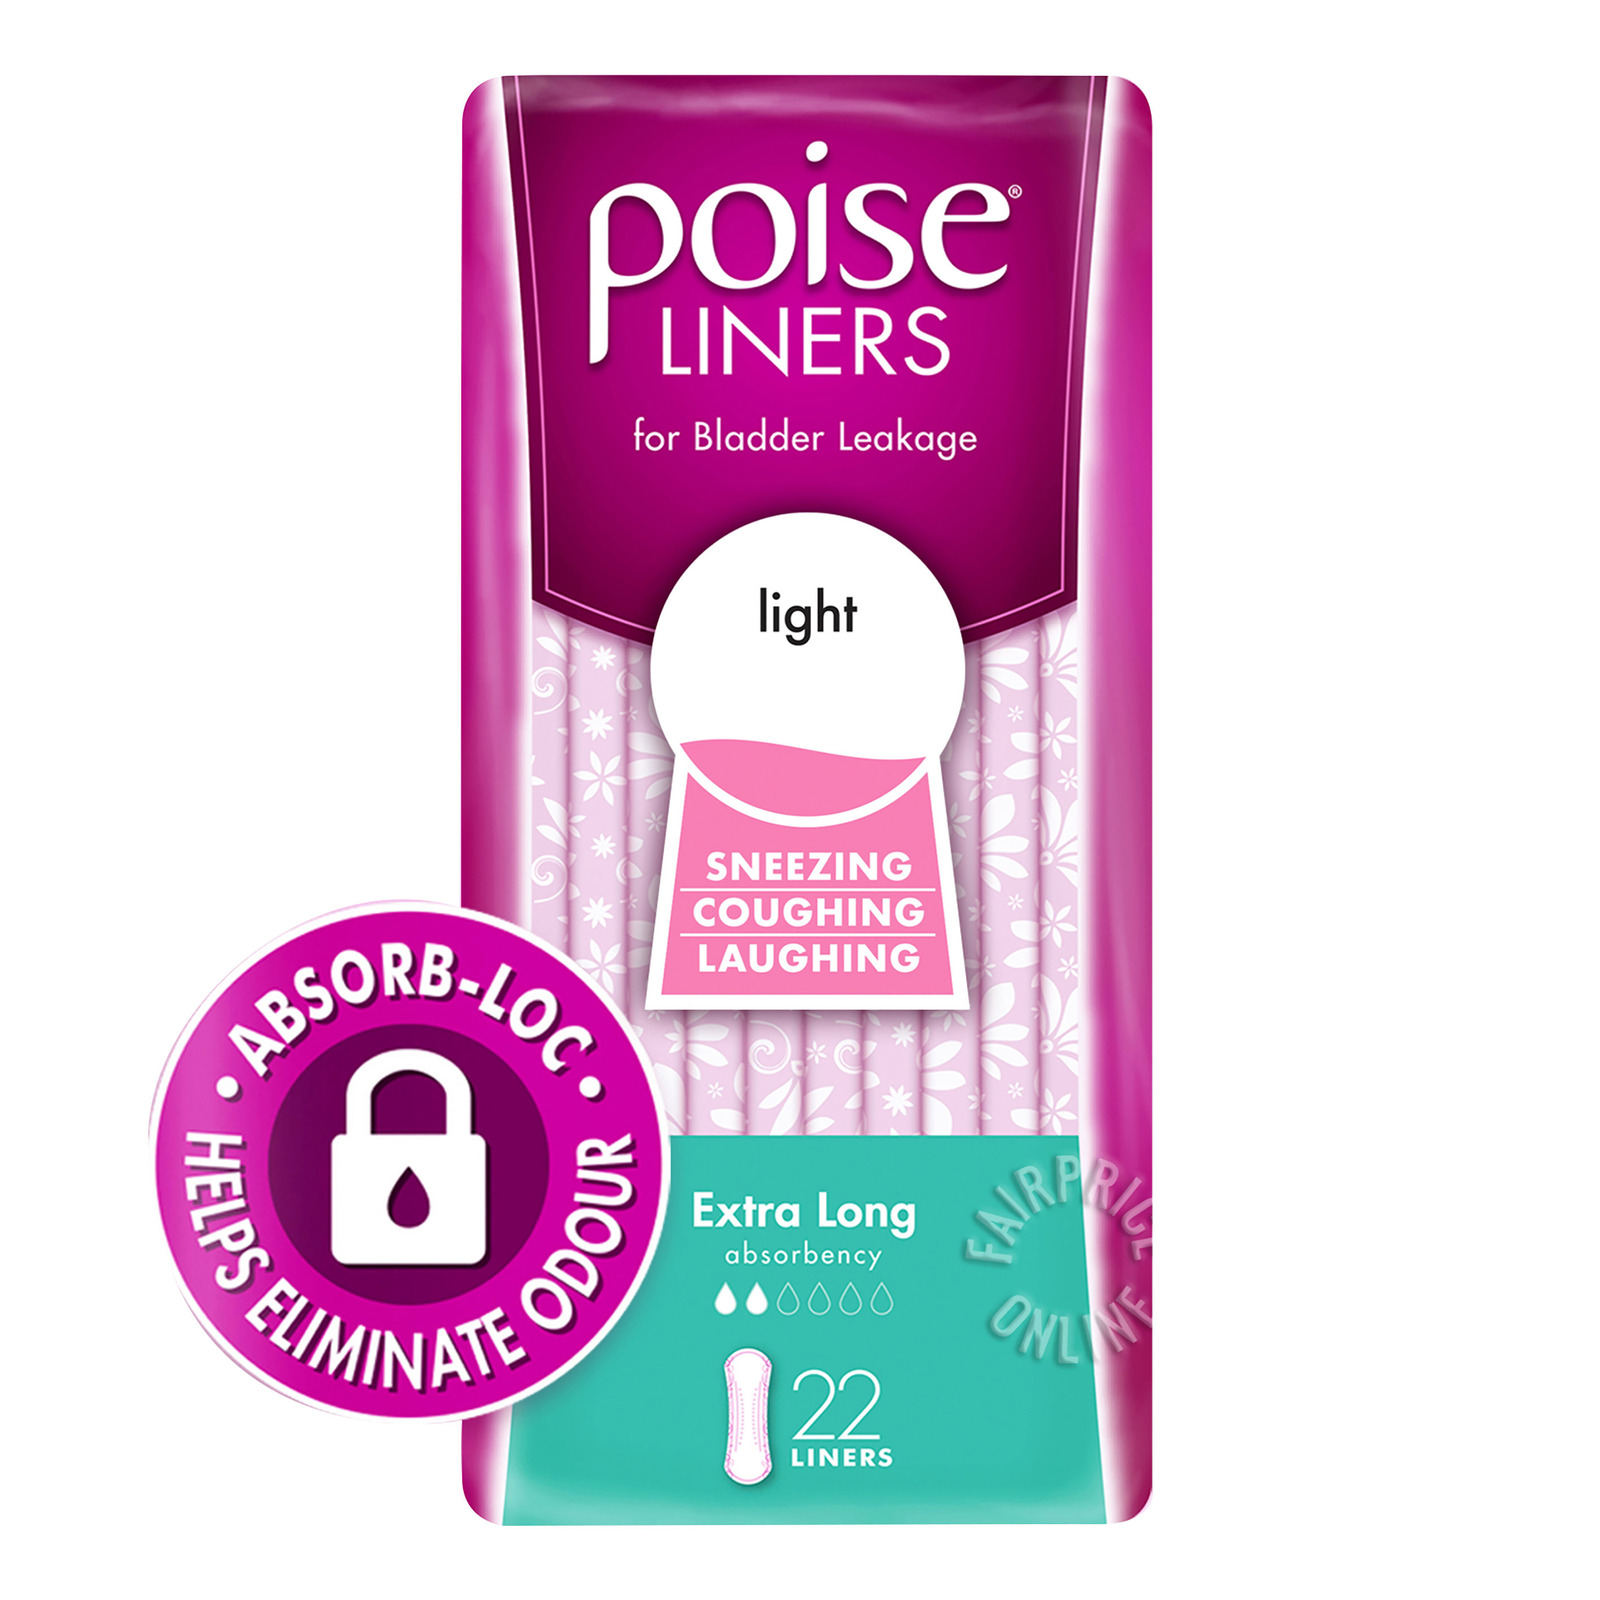 poise®
LINERS
for Bladder Leakage
light
SNEEZING
COUGHING
LAUGHING
• ABSORB-LOC •
HELPS ELIMINATE ODOUR
Extra Long
absorbency
22
LINERS
FAIRPRICE
ONLINE